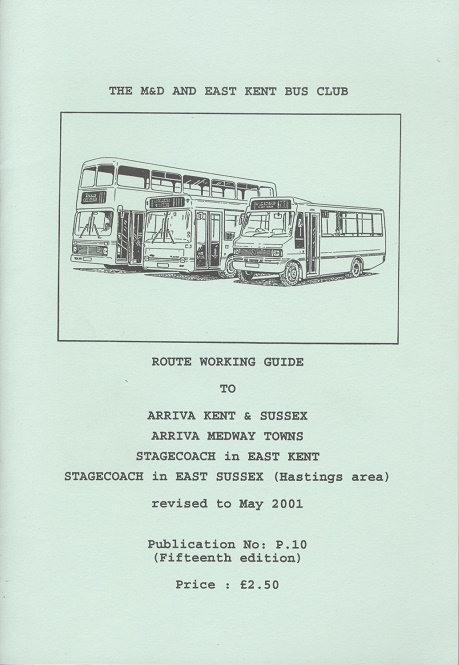 THE M&D AND EAST KENT BUS CLUB
ROUTE WORKING GUIDE
TO
ARRIVA KENT & SUSSEX
ARRIVA MEDWAY TOWNS
STAGECOACH in EAST KENT
STAGECOACH in EAST SUSSEX (Hastings area)
revised to May 2001
Publication No: P.10
(Fifteenth edition)
Price : £2.50